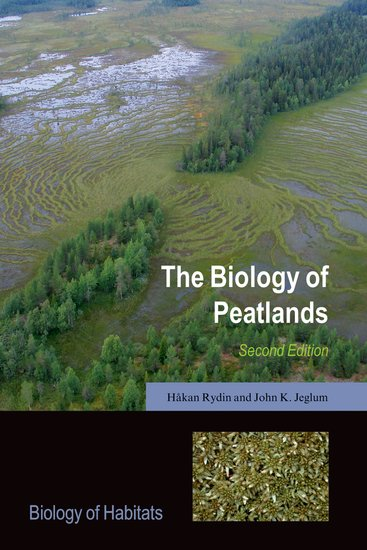 The Biology of
Peatlands
Second Edition
Håkan Rydin and John K. Jeglum
Biology of Habitats